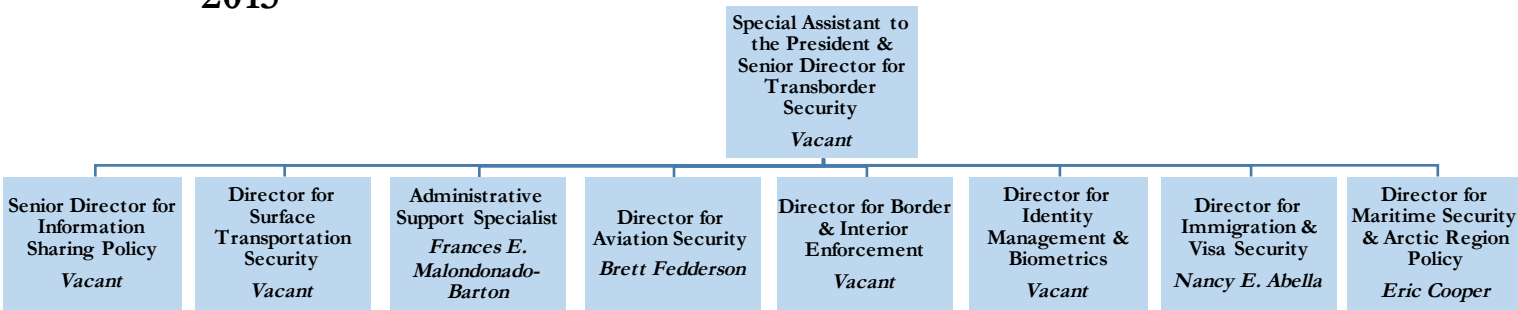 2015
Special Assistant to
the President &
Senior Director for
Transborder
Security
Vacant
Senior Director for
Information
Sharing Policy
Vacant
Director for
Surface
Transportation
Security
Vacant
Administrative
Support Specialist
Frances E.
Malondonado-
Barton
Director for
Aviation Security
Brett Fedderson
Director for Border
& Interior
Enforcement
Vacant
Director for
Identity
Management &
Biometrics
Vacant
Director for
Immigration &
Visa Security
Nancy E. Abella
Director for
Maritime Security
& Arctic Region
Policy
Eric Cooper